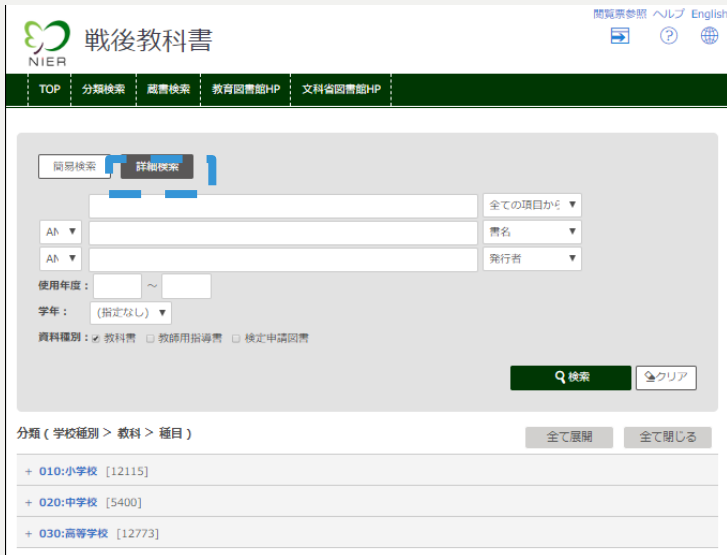 閲覧票参照 ヘルプ English
NIER
戦後教科書
TOP 分類検索 蔵書検索 教育図書館HP 文科省図書館HP
簡易検索 詳細検索
全ての項目から ▼
AN ▼ 書名 ▼
AN ▼ 発行者 ▼
使用年度: ~
学年: (指定なし) ▼
資料種別: 教科書 教師用指導書 検定申請図書
検索 クリア
分類 ( 学校種別 > 教科 > 種目 ) 全て展開 全て閉じる
+ 010:小学校 [12115]
+ 020:中学校 [5400]
+ 030:高等学校 [12773]